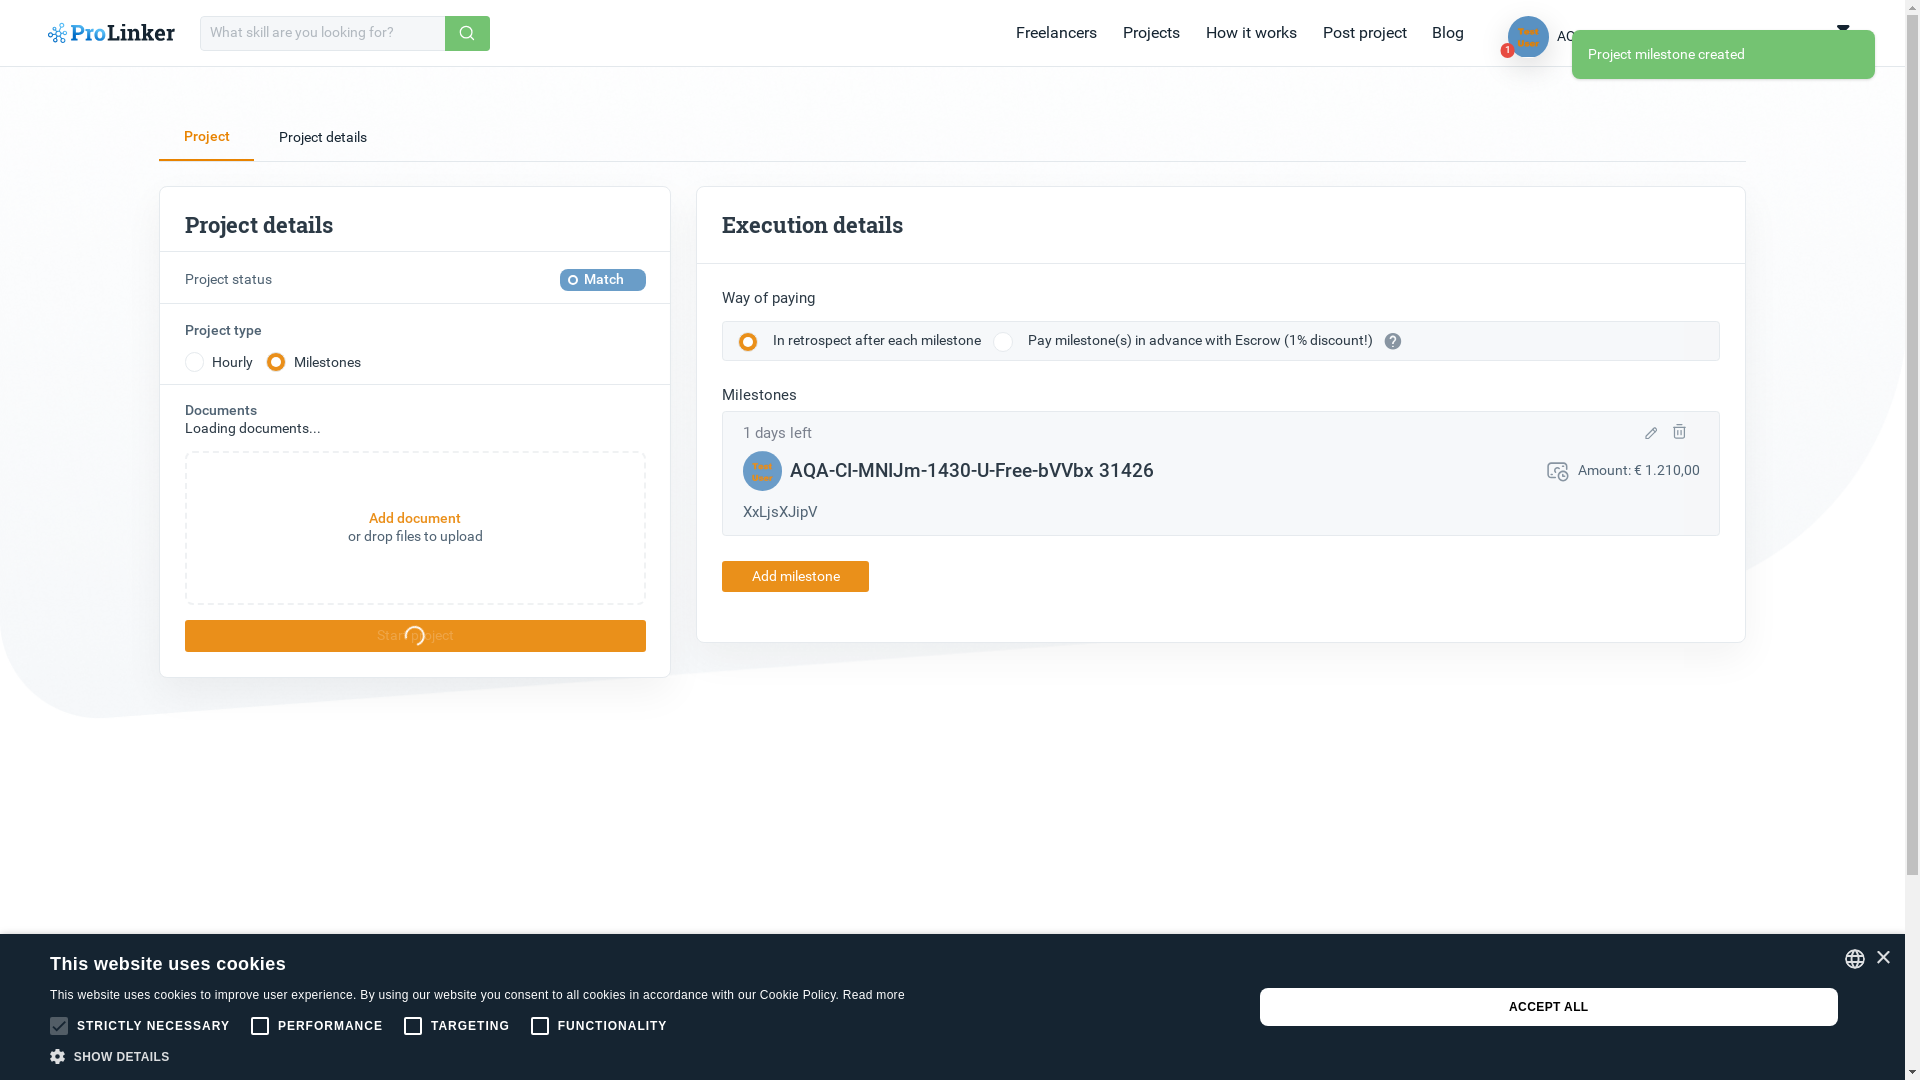 ProLinker
What skill are you looking for?
Freelancers
Projects
How it works
Post project
Blog
Test
User
1
AQ
Project milestone created
Project
Project details
Project details
Project status
Match
Project type
Hourly
Milestones
Documents
Loading documents...
Add document
or drop files to upload
Start project
Execution details
Way of paying
In retrospect after each milestone
Pay milestone(s) in advance with Escrow (1% discount!)
?
Milestones
1 days left
Test
User
AQA-CI-MNIJm-1430-U-Free-bVVbx 31426
Amount: € 1.210,00
XxLjsXJipV
Add milestone
This website uses cookies
This website uses cookies to improve user experience. By using our website you consent to all cookies in accordance with our Cookie Policy. Read more
STRICTLY NECESSARY
PERFORMANCE
TARGETING
FUNCTIONALITY
SHOW DETAILS
ACCEPT ALL